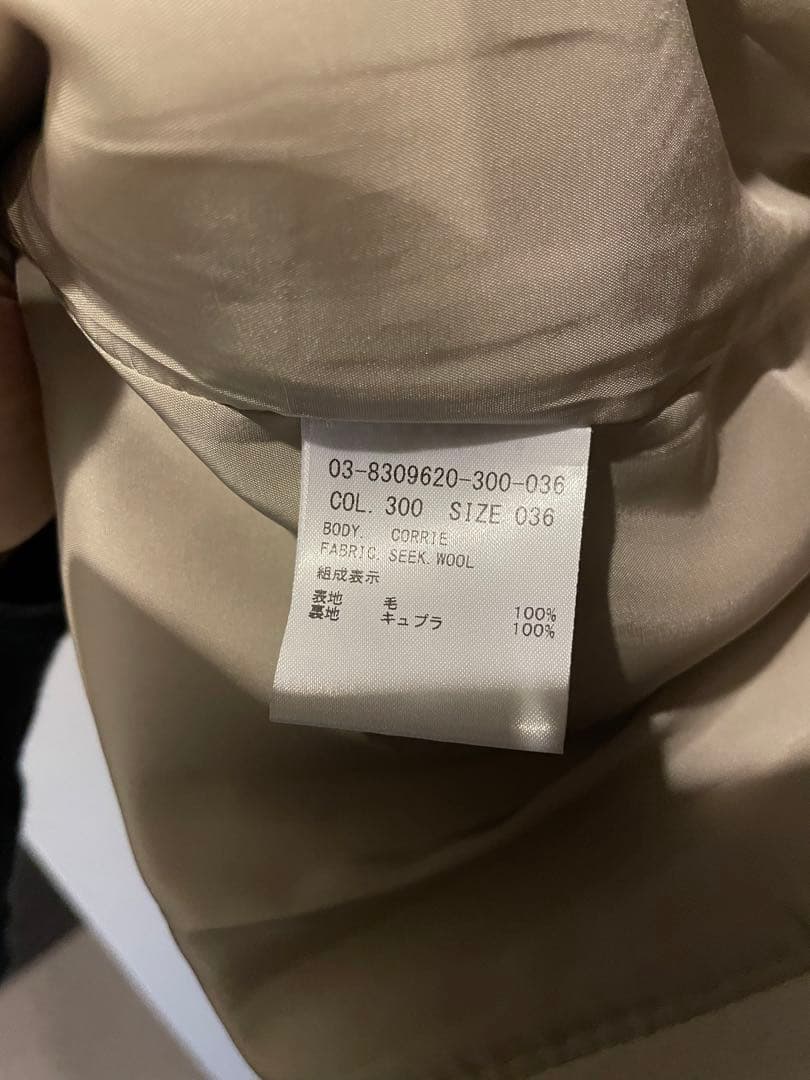 03-8309620-300-036
COL. 300 SIZE 036
BODY. CORRIE
FABRIC. SEEK.WOOL
組成表示
表地 毛 100%
裏地 キュプラ 100%